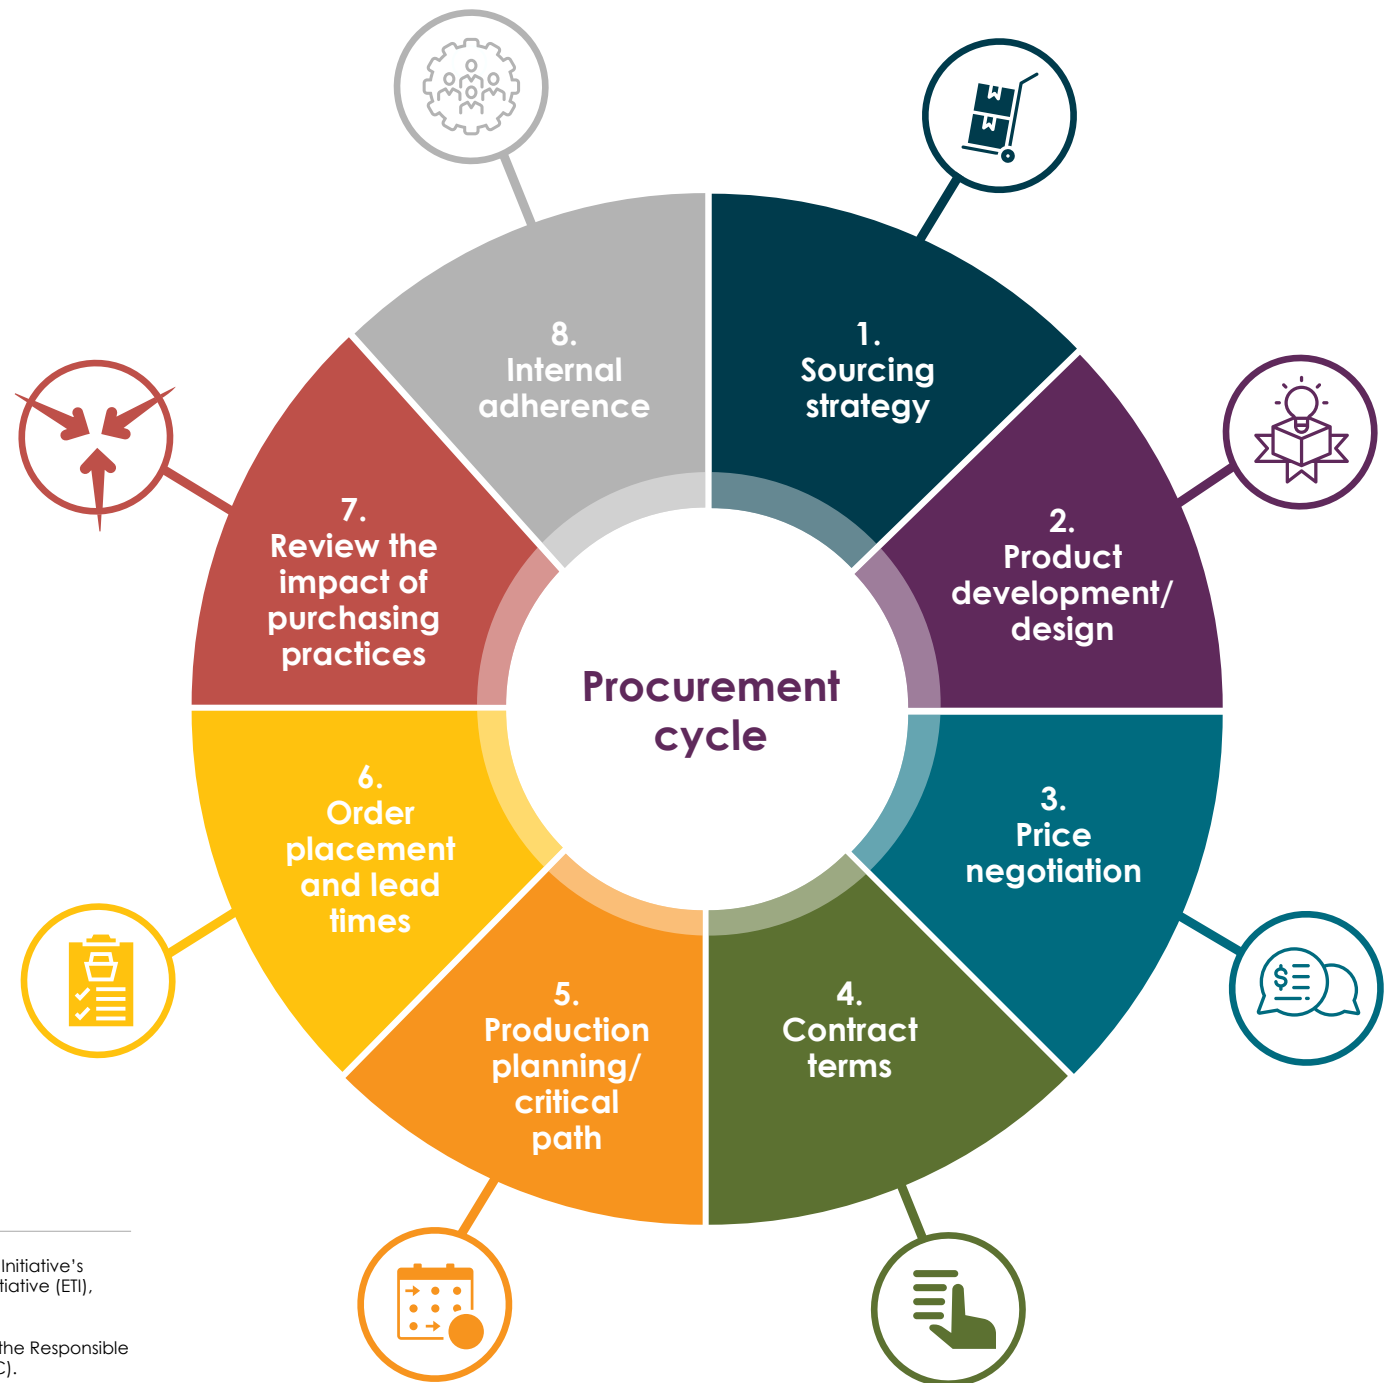 1.
Sourcing
strategy
2.
Product
development/
design
3.
Price
negotiation
4.
Contract
terms
5.
Production
planning/
critical
path
6.
Order
placement
and lead
times
7.
Review the
impact of
purchasing
practices
8.
Internal
adherence
Procurement
cycle
$
Initiative's
tiative (ETI),
the Responsible
C).